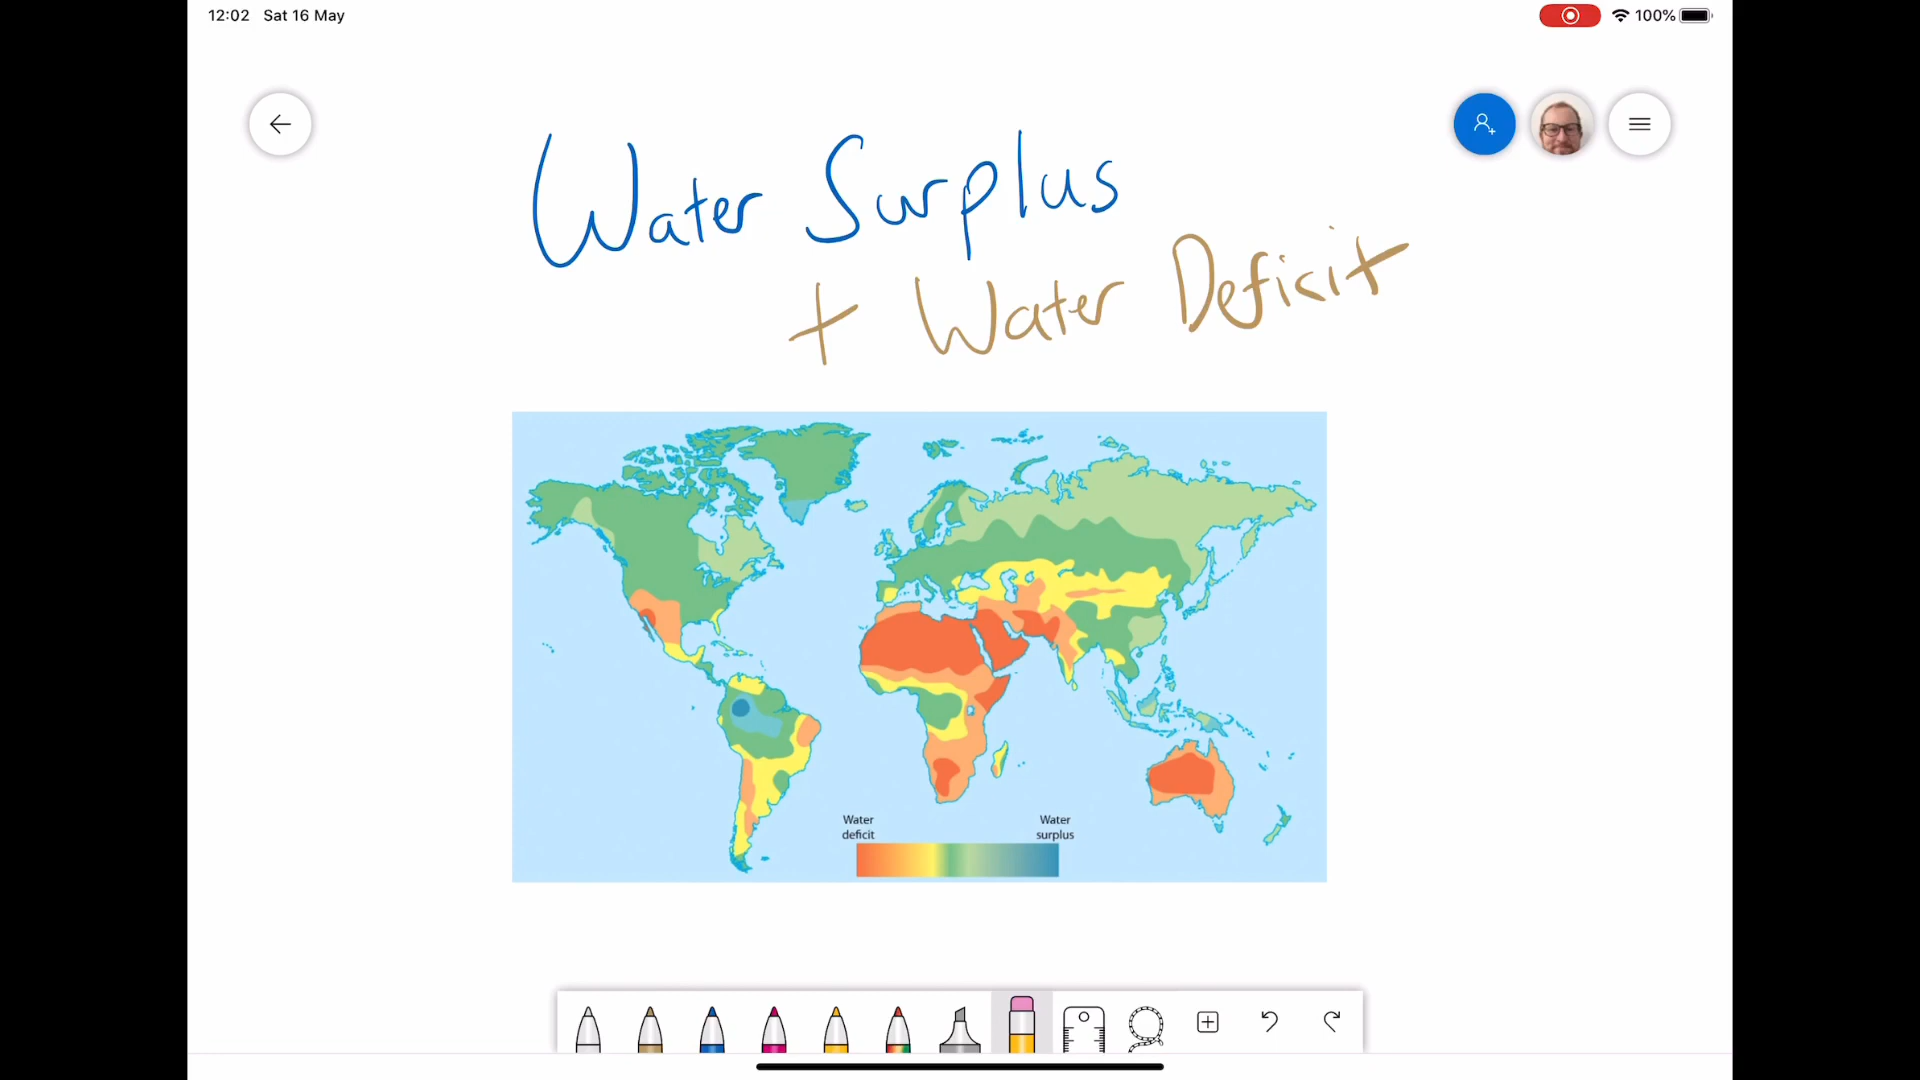 12:02 Sat 16 May
100%
Water Surplus
+ Water Deficit
Water
deficit
Water
surplus